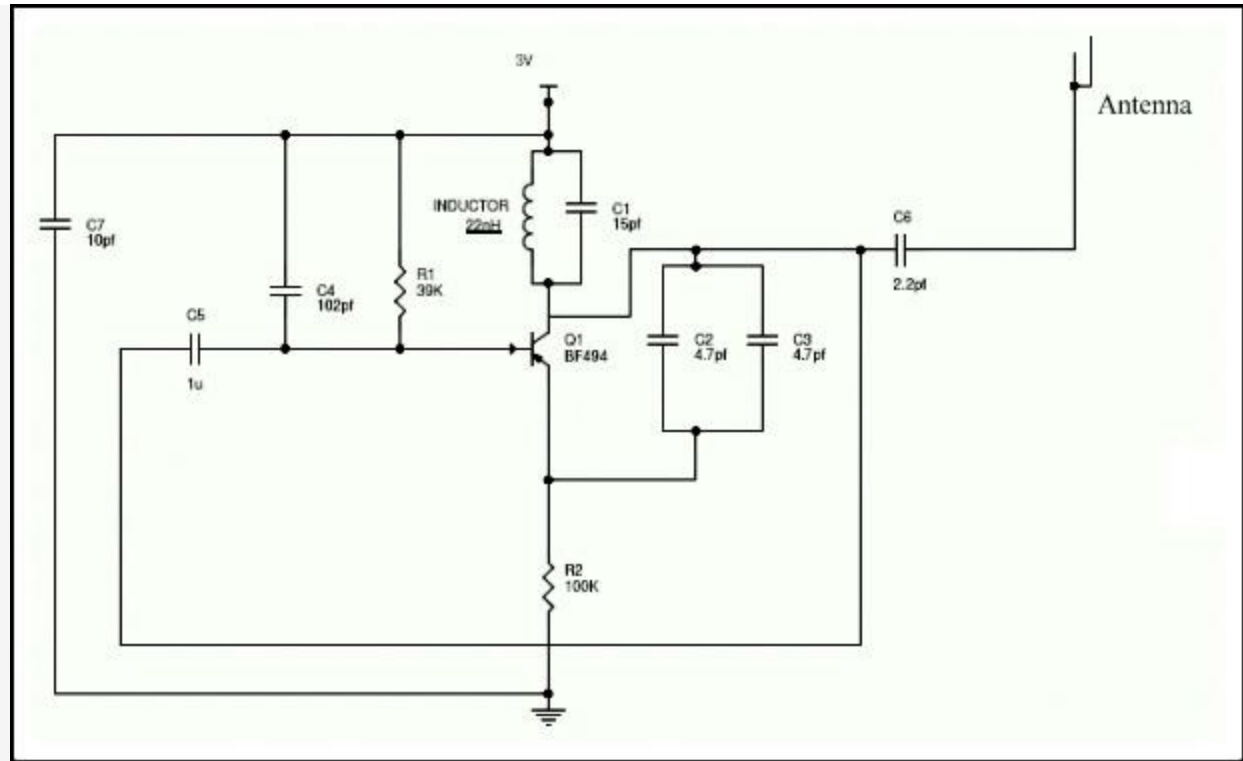 3V
Antenna
INDUCTOR
22nH
C1
15pf
C7
10pf
C6
2.2pf
R1
39K
C4
102pf
C5
1u
Q1
BF494
C2
4.7pf
C3
4.7pf
R2
100K